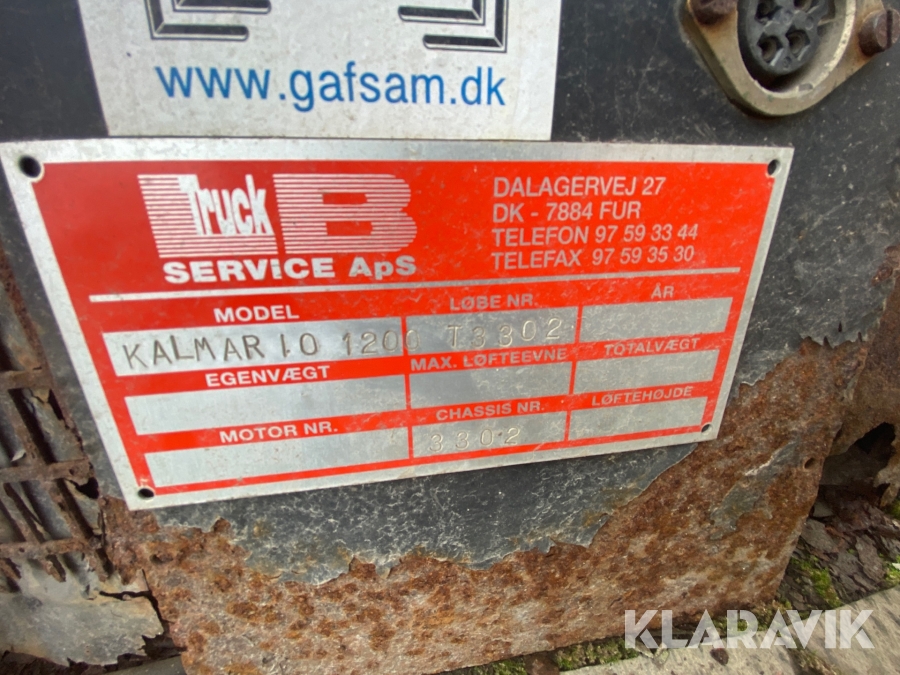 www.gafsam.dk
Truck LB
SERVICE ApS
DALAGERVEJ 27
DK - 7884 FUR
TELEFON 97 59 33 44
TELEFAX 97 59 35 30
MODEL LØBE NR. ÅR
KALMAR 10 1200 T3302
EGENVÆGT MAX. LØFTEEVNE TOTALVÆGT
MOTOR NR. CHASSIS NR. LØFTEHØJDE
3302
KLARAVIK